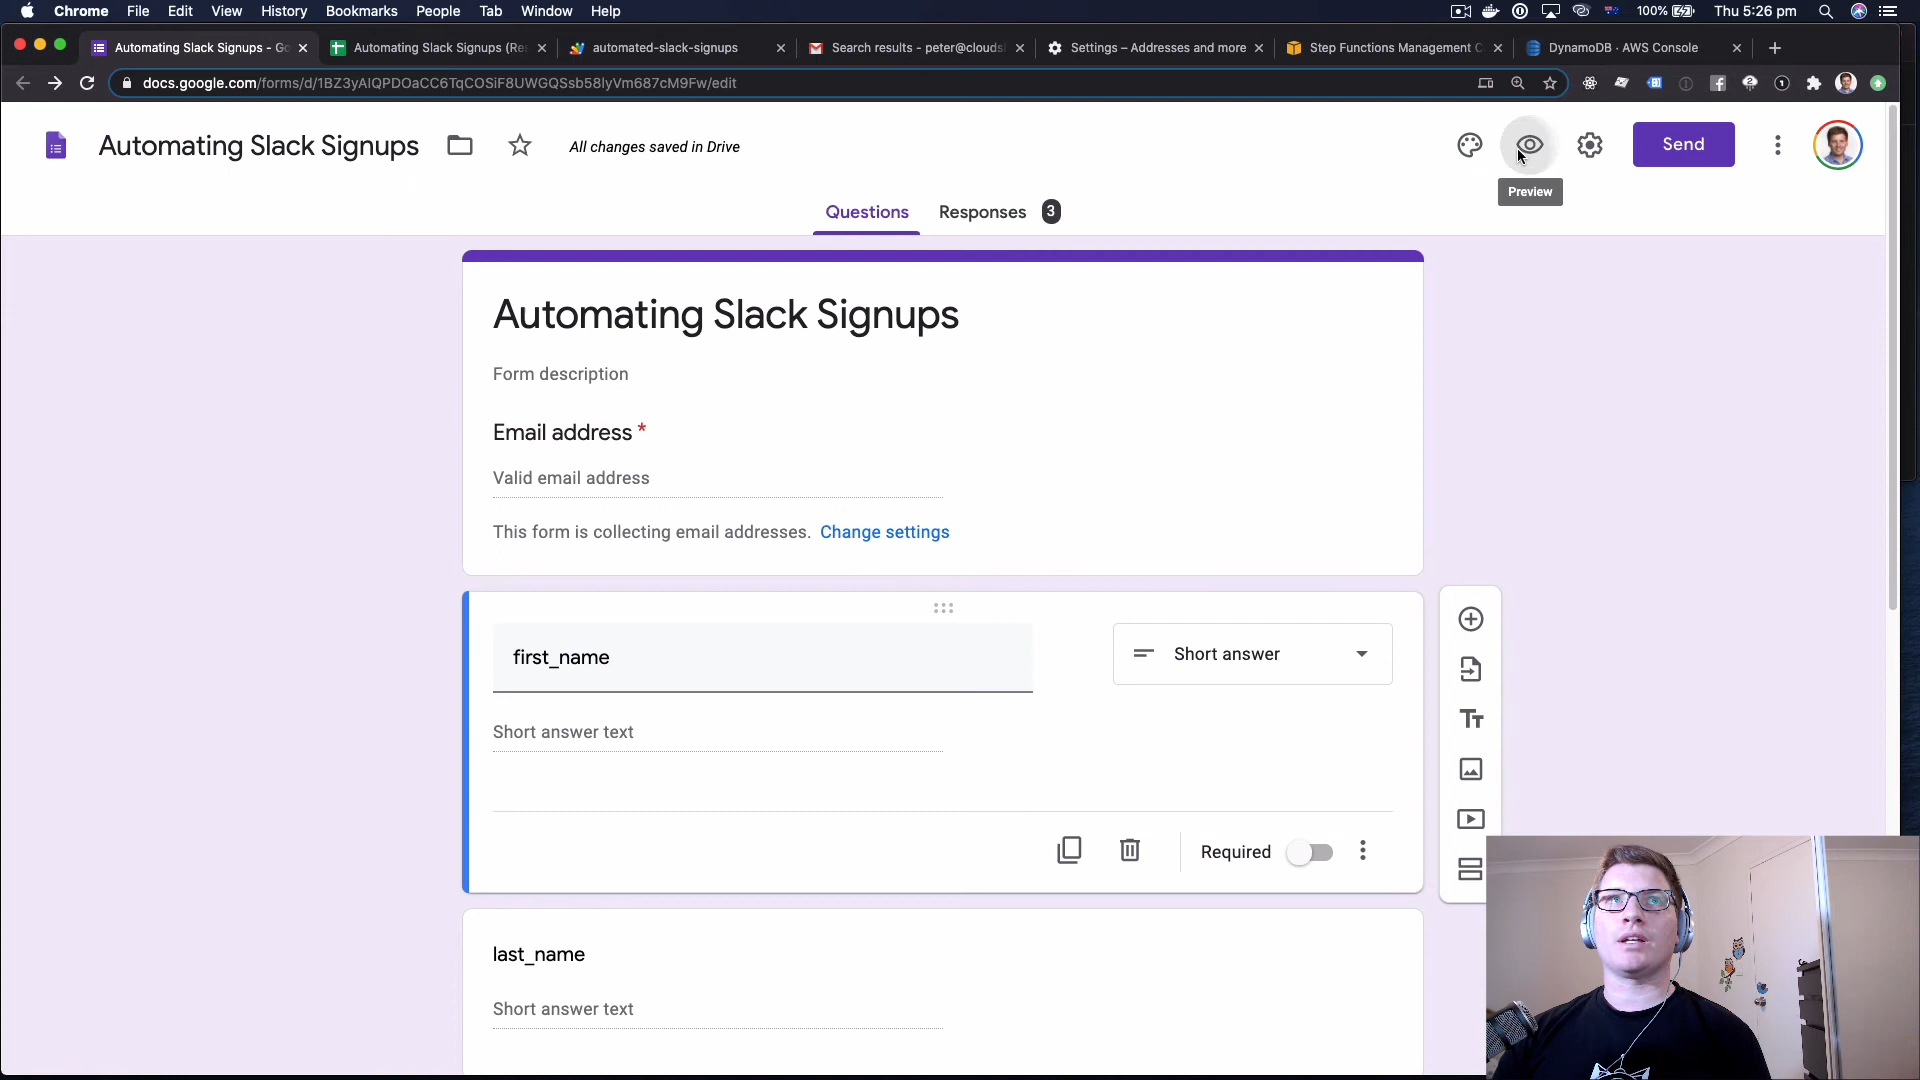 Chrome File Edit View History Bookmarks People Tab Window Help 100% Thu 5:26 pm
Automating Slack Signups - Go
Automating Slack Signups (Re
automated-slack-signups
Search results - peter@clouds
Settings – Addresses and more
Step Functions Management C
DynamoDB · AWS Console
docs.google.com/forms/d/1BZ3yAIQPDOaCC6TqCOSiF8UWGQSsb58lyVm687cM9Fw/edit
Automating Slack Signups
All changes saved in Drive
Send
Preview
Questions
Responses 3
Automating Slack Signups
Form description
Email address *
Valid email address
This form is collecting email addresses. Change settings
first_name
Short answer
Short answer text
Required
last_name
Short answer text